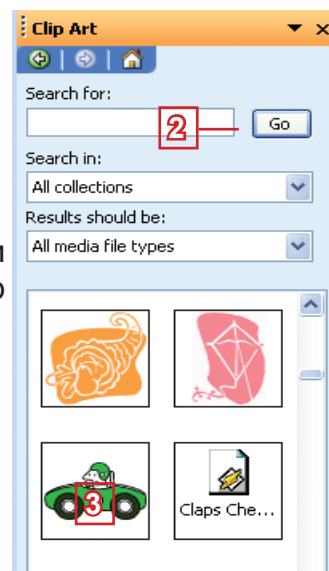 Clip Art
Search for:
2
Go
Search in:
All collections
Results should be:
All media file types
и
о
3
Claps Che...